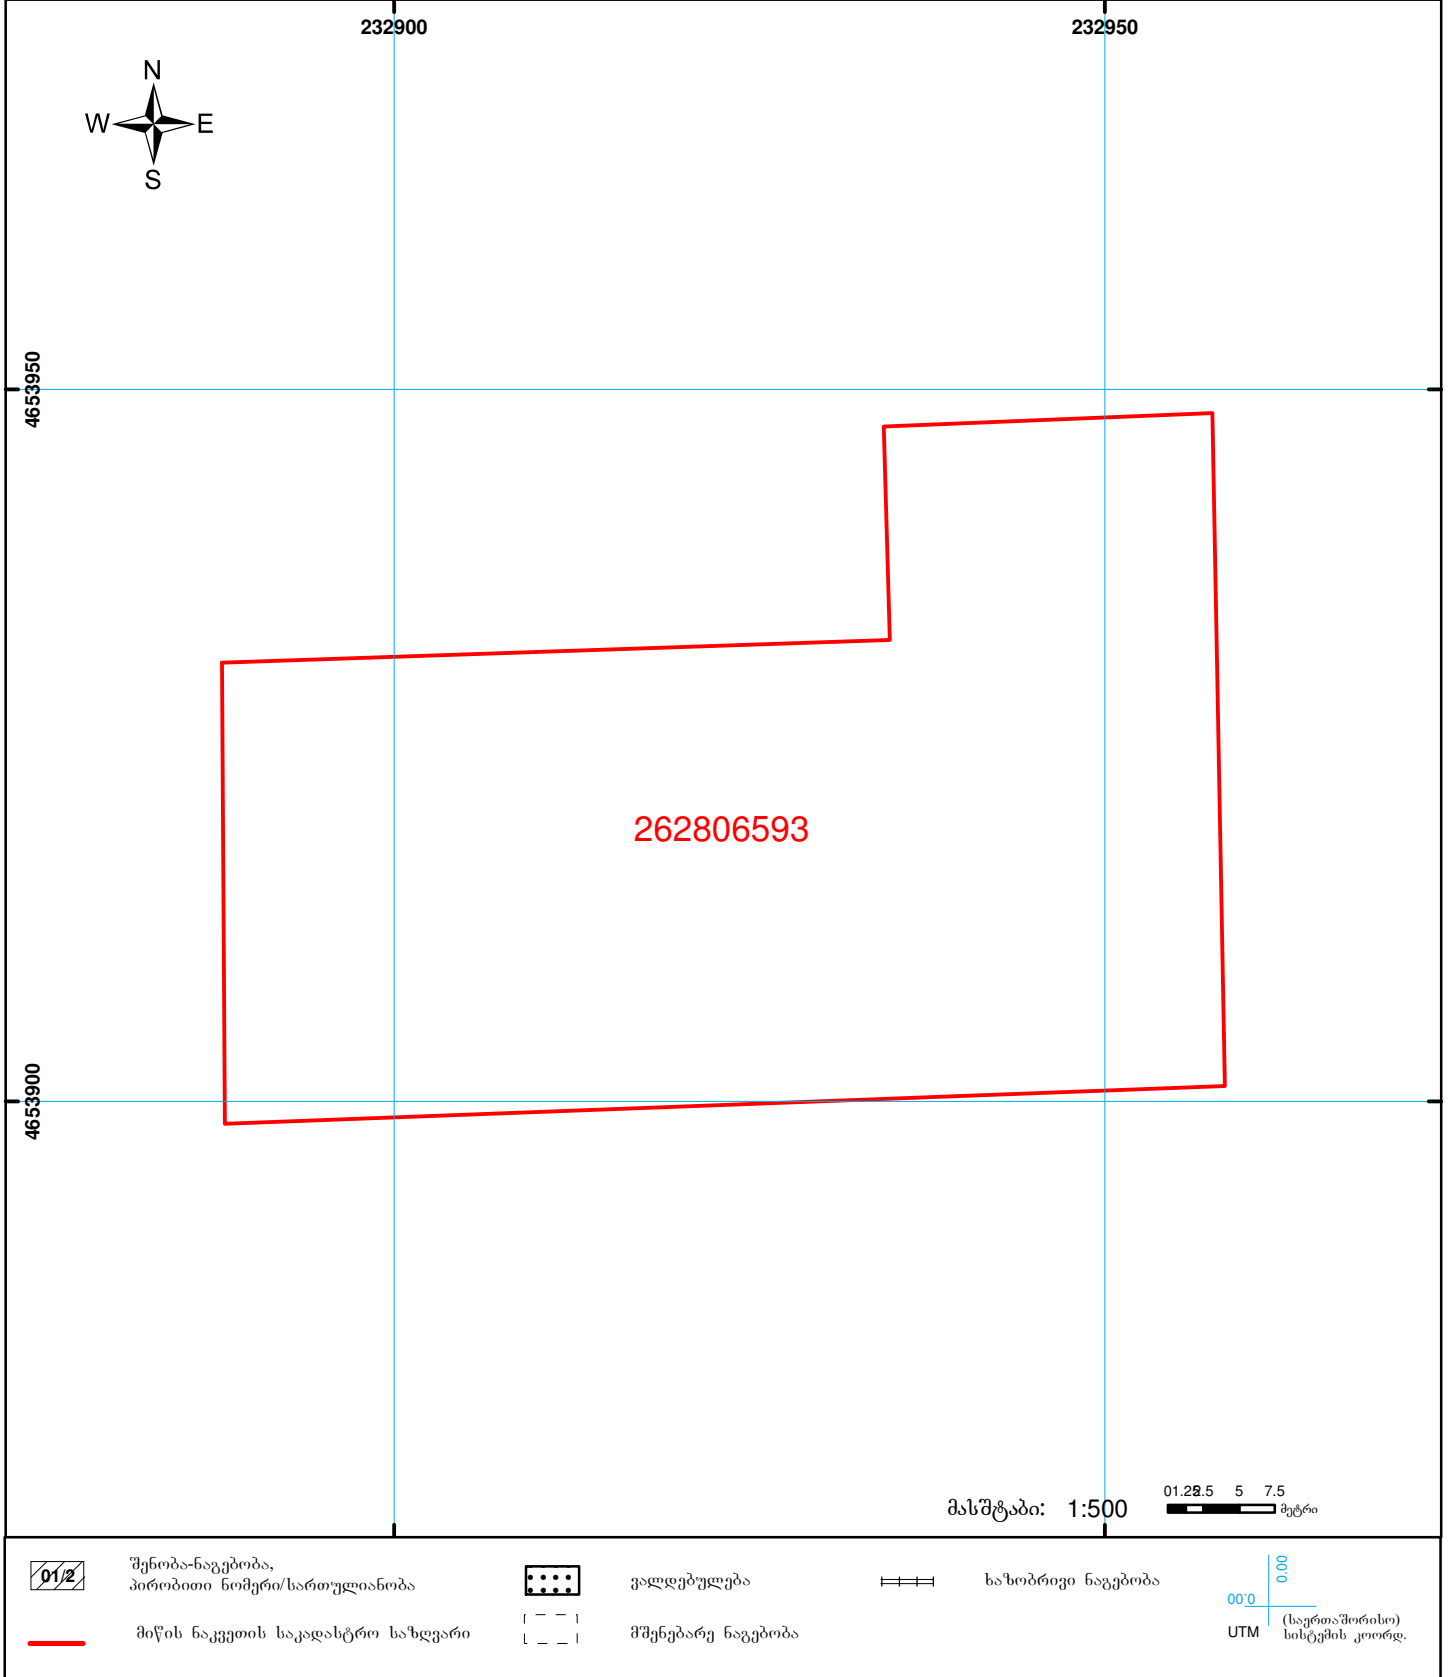 232900
232950
N
W E
S
4653950
262806593
4653900
მასშტაბი: 1:500
01.252.5 5 7.5
მეტრი
01/2
შენობა-ნაგებობა,
პირობითი ნომერი/სართულიანობა
ვალდებულება
ხაზობრივი ნაგებობა
მიწის ნაკვეთის საკადასტრო საზღვარი
მშენებარე ნაგებობა
00.0
00.0
UTM
(საერთაშორისო)
სისტემის კოორდ.